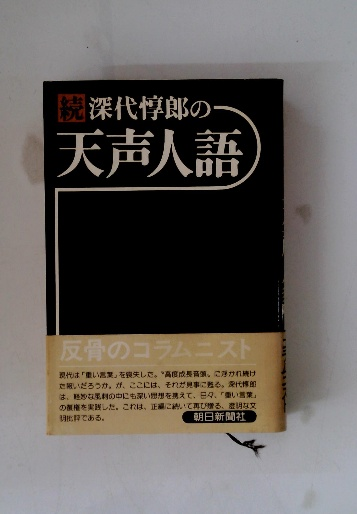 続 深代惇郎の
天声人語
反骨のコラムニスト
現代は「重い言葉」を喪失した。“高度成長音頭„に浮かれ続け
た報いだろうか。が、ここには、それが見事に甦る。深代惇郎
は、軽妙な風刺の中にも深い思想を携えて、日々、「重い言葉」
の復権を実践した。これは、正編に続いて再び贈る、澄明な文
明批評である。
朝日新聞社